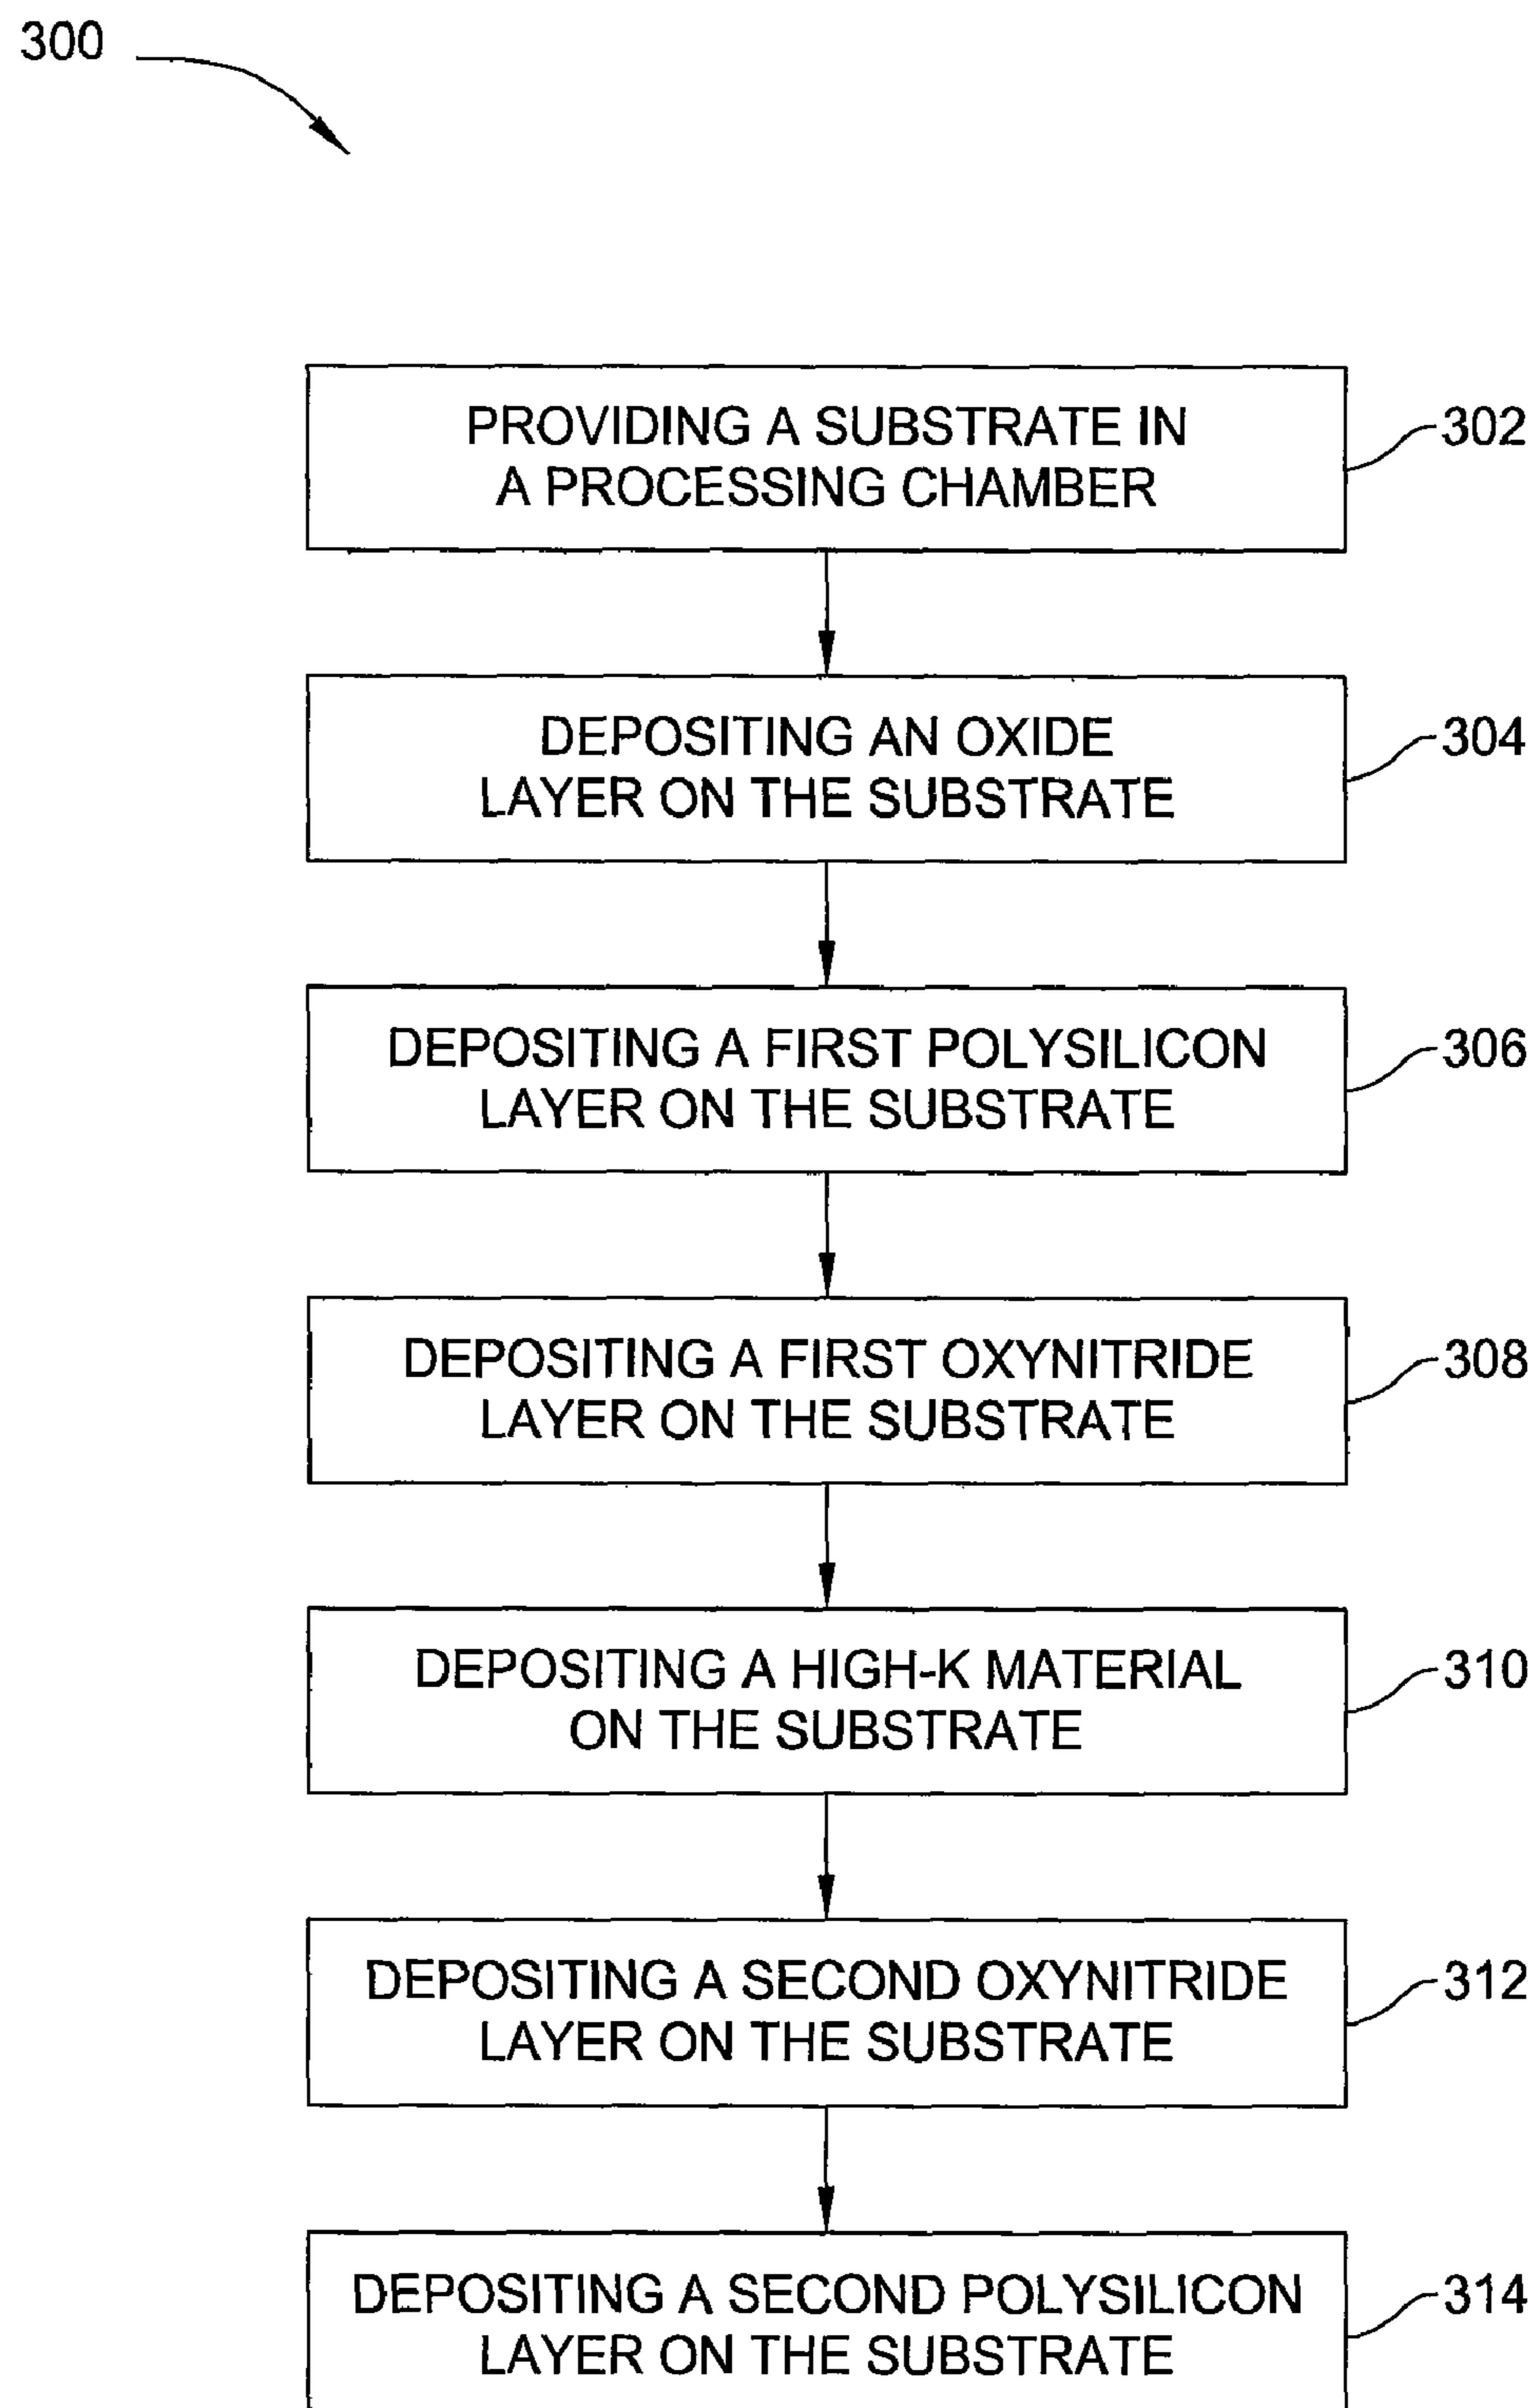 300
PROVIDING A SUBSTRATE IN
A PROCESSING CHAMBER
302
DEPOSITING AN OXIDE
LAYER ON THE SUBSTRATE
304
DEPOSITING A FIRST POLYSILICON
LAYER ON THE SUBSTRATE
306
DEPOSITING A FIRST OXYNITRIDE
LAYER ON THE SUBSTRATE
308
DEPOSITING A HIGH-K MATERIAL
ON THE SUBSTRATE
310
DEPOSITING A SECOND OXYNITRIDE
LAYER ON THE SUBSTRATE
312
DEPOSITING A SECOND POLYSILICON
LAYER ON THE SUBSTRATE
314